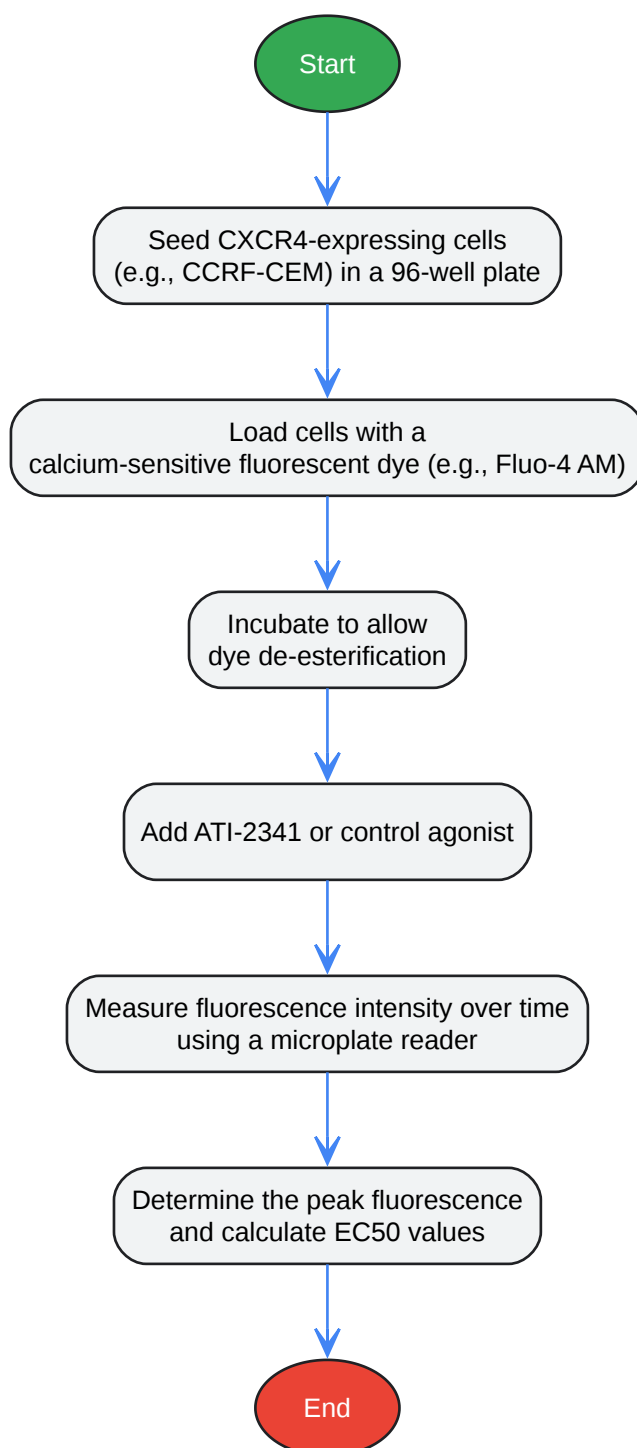 Start
Seed CXCR4-expressing cells
(e.g., CCRF-CEM) in a 96-well plate
Load cells with a
calcium-sensitive fluorescent dye (e.g., Fluo-4 AM)
Incubate to allow
dye de-esterification
Add ATI-2341 or control agonist
Measure fluorescence intensity over time
using a microplate reader
Determine the peak fluorescence
and calculate EC50 values
End